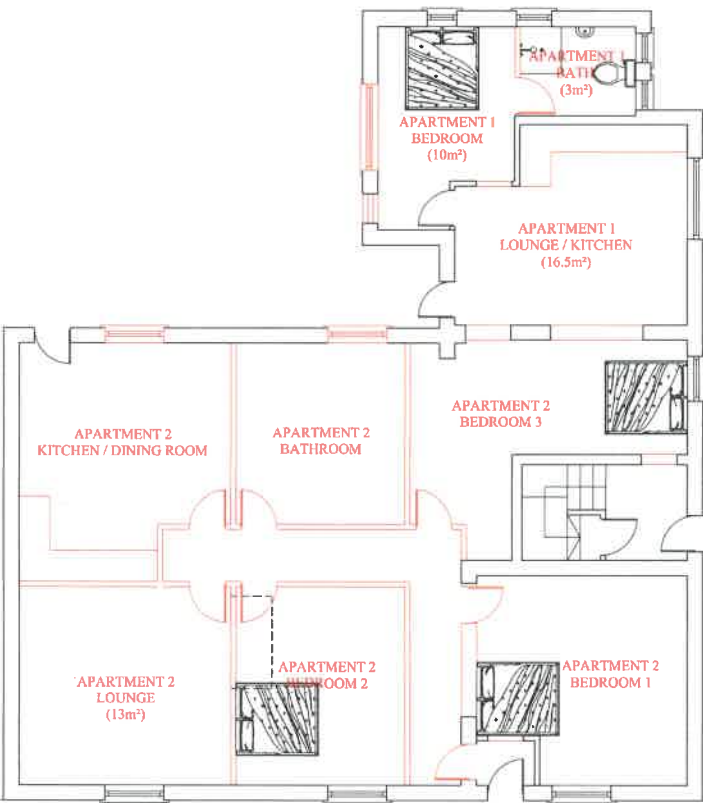 APARTMENT 1
BATH
(3m²)
APARTMENT 1
BEDROOM
(10m²)
APARTMENT 1
LOUNGE / KITCHEN
(16.5m²)
APARTMENT 2
KITCHEN / DINING ROOM
APARTMENT 2
BATHROOM
APARTMENT 2
BEDROOM 3
APARTMENT 2
LOUNGE
(13m²)
APARTMENT 2
BEDROOM 2
APARTMENT 2
BEDROOM 1